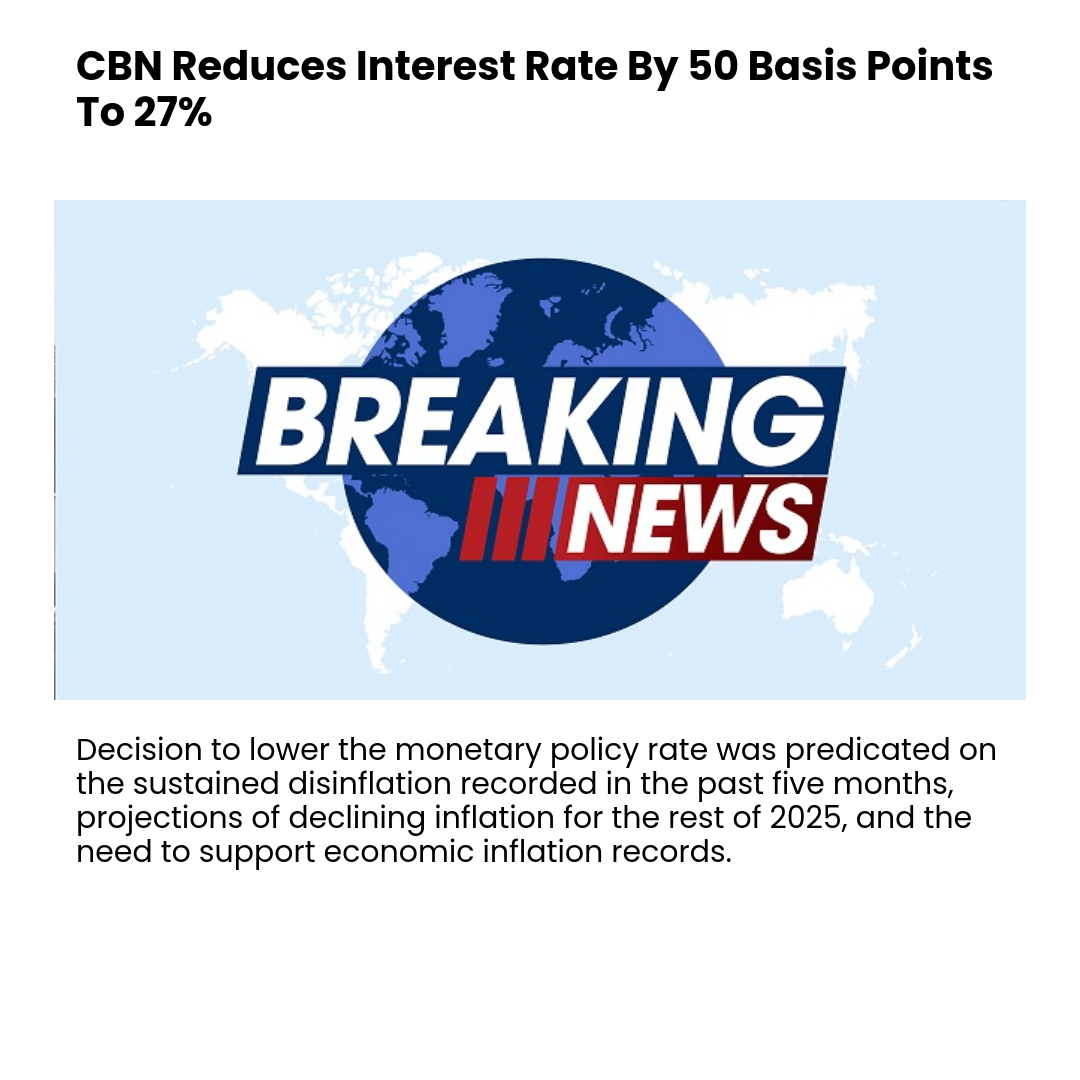 CBN Reduces Interest Rate By 50 Basis Points
To 27%
BREAKING
NEWS
Decision to lower the monetary policy rate was predicated on
the sustained disinflation recorded in the past five months,
projections of declining inflation for the rest of 2025, and the
need to support economic inflation records.